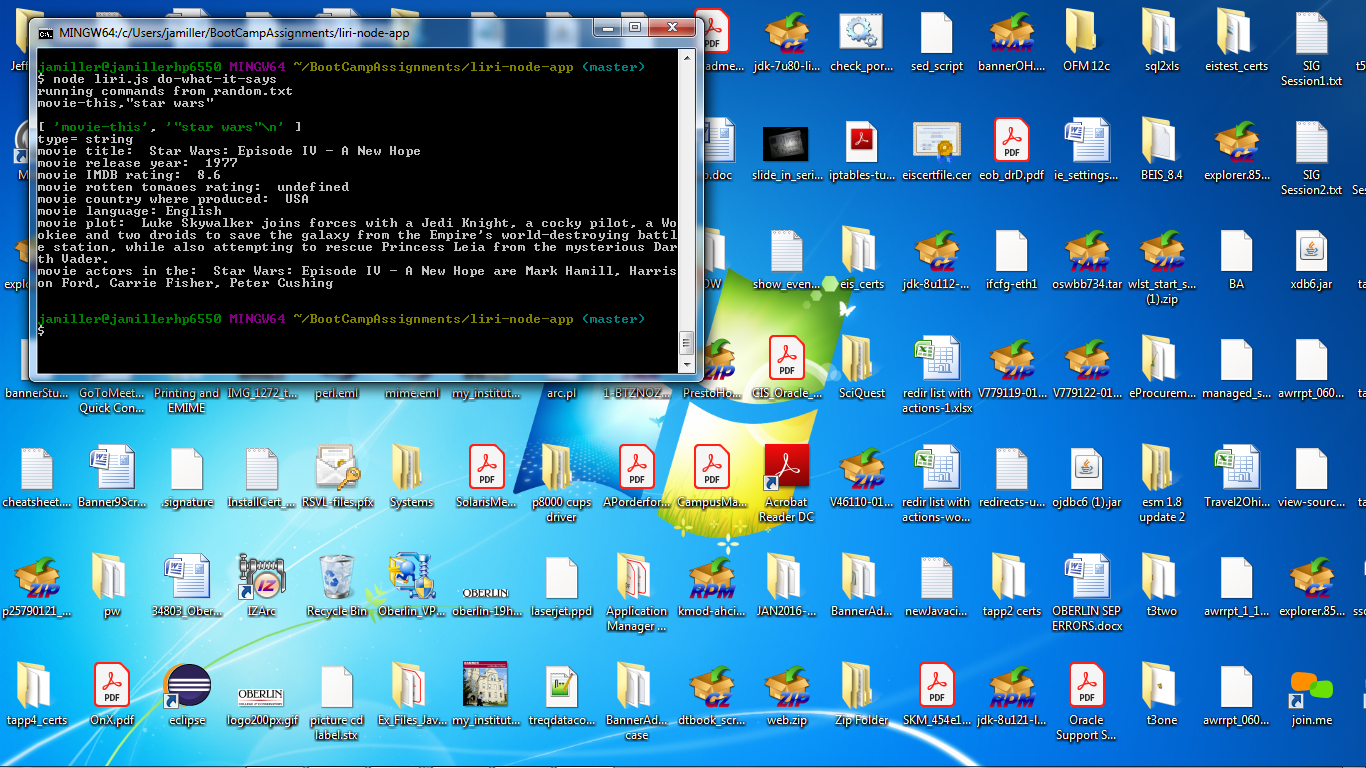 MINGW64:/c/Users/jamiller/BootCampAssignments/liri-node-app
jamiller@jamillerhp6550 MINGW64 ~/BootCampAssignments/liri-node-app (master)
$ node liri.js do-what-it-says
running commands from random.txt
movie-this,"star wars"
[ 'movie-this', '"star wars"\n' ]
type= string
movie title:  Star Wars: Episode IV - A New Hope
movie release year:  1977
movie IMDB rating:  8.6
movie rotten tomaoes rating:  undefined
movie country where produced:  USA
movie language: English
movie plot:  Luke Skywalker joins forces with a Jedi Knight, a cocky pilot, a Wo
okiee and two droids to save the galaxy from the Empire's world-destroying battl
e station, while also attempting to rescue Princess Leia from the mysterious Dar
th Vader.
movie actors in the:  Star Wars: Episode IV - A New Hope are Mark Hamill, Harris
on Ford, Carrie Fisher, Peter Cushing
jamiller@jamillerhp6550 MINGW64 ~/BootCampAssignments/liri-node-app (master)
$
jdk-7u80-li... check_por... sed_script bannerOH.... OFM 12c sql2xls eistest_certs SIG
Session1.txt
slide_in_seri... iptables-tu... eiscertfile.cer eob_drD.pdf ie_settings... BEIS_8.4 explorer.85... SIG
Session2.txt
show_even... eis_certs jdk-8u112-... ifcfg-eth1 oswbb734.tar wlst_start_s... BA xdb6.jar
(1).zip
bannerStu... GoToMeet... Printing and IMG_1272_t... perl.eml mime.eml my_institut... arc.pl 1-BTZNOZ... PrestoHo... CIS_Oracle_... SciQuest redir list with V779119-01... V779122-01... eProcurem... managed_s... awrrpt_060...
Quick Con... EMIME actions-1.xlsx
cheatsheet.... Banner9Scr... .signature InstallCert_... RSVL-files.pfx Systems SolarisMe... p8000 cups APorderfor... CampusMa... Acrobat V46110-01... redir list with redirects-u... ojdbc6 (1).jar esm 1.8 Travel2Ohi... view-sourc...
driver Reader DC actions-wo... update 2
OBERLIN
p25790121_... pw 34803_Ober... IZArc Recycle Bin Oberlin_VP... oberlin-19h... laserjet.ppd Application kmod-ahci... JAN2016-... BannerAd... newJavaci... tapp2 certs OBERLIN SEP t3two awrrpt_1_1... explorer.85...
Manager ... ERRORS.docx
OBERLIN
tapp4_certs OnX.pdf eclipse logo200px.gif picture cd Ex_Files_Jav... my_institut... treqdataco... BannerAd... dtbook_scr... web.zip Zip Folder SKM_454e1... jdk-8u121-l... Oracle t3one awrrpt_060... join.me
label.stx case Support S...